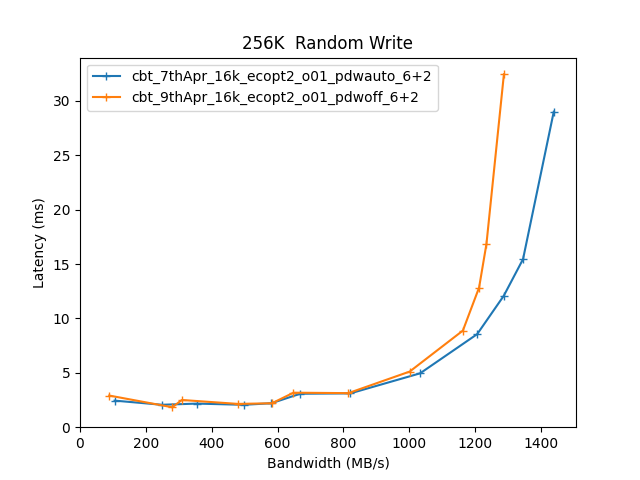 256K  Random Write
cbt_7thApr_16k_ecopt2_o01_pdwauto_6+2
cbt_9thApr_16k_ecopt2_o01_pdwoff_6+2
Latency (ms)
30
25
20
15
10
5
0
0 200 400 600 800 1000 1200 1400
Bandwidth (MB/s)